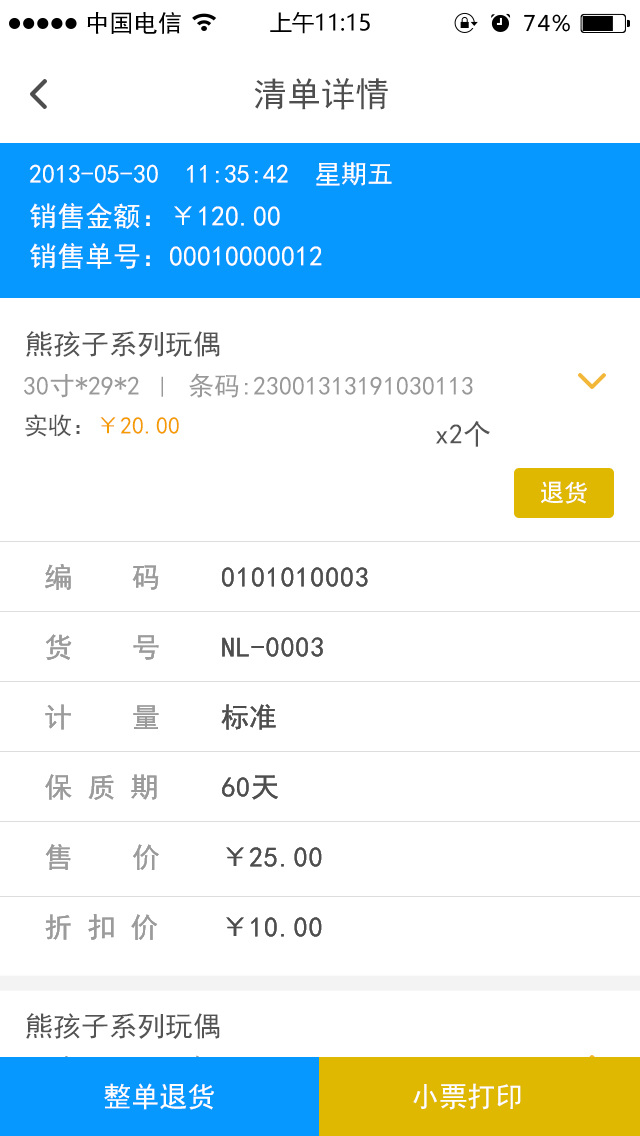 中国电信 上午11:15 74%
清单详情
2013-05-30 11:35:42 星期五
销售金额：￥120.00
销售单号：00010000012
熊孩子系列玩偶
30寸*29*2 | 条码:23001313191030113
实收：￥20.00
x2个
退货
编码 0101010003
货号 NL-0003
计量 标准
保质期 60天
售价 ￥25.00
折扣价 ￥10.00
熊孩子系列玩偶
整单退货 小票打印